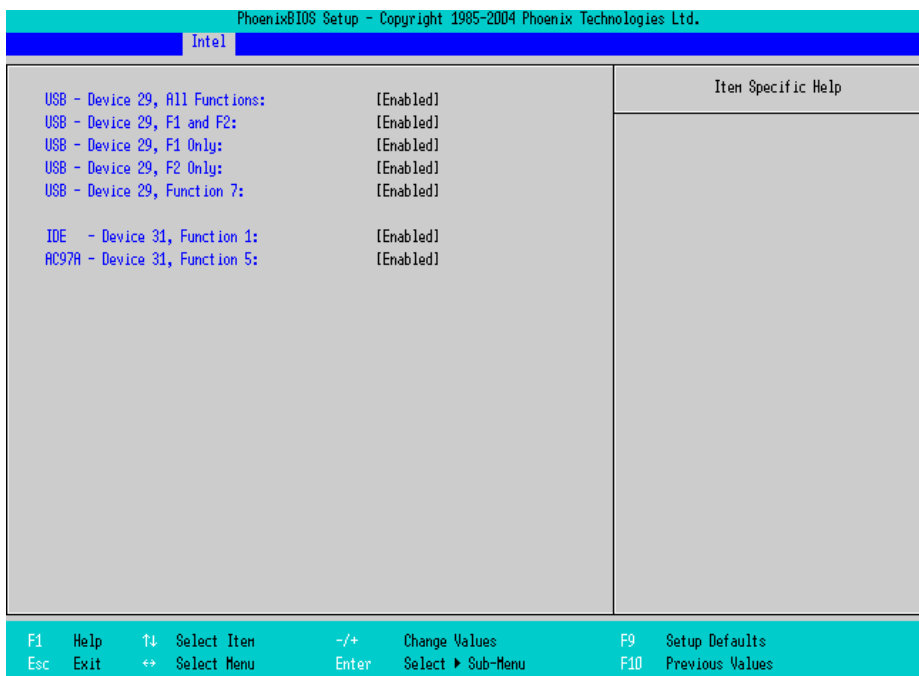 PhoenixBIOS Setup - Copyright 1985-2004 Phoenix Technologies Ltd.
Intel
Item Specific Help
USB - Device 29, All Functions: [Enabled]
USB - Device 29, F1 and F2: [Enabled]
USB - Device 29, F1 Only: [Enabled]
USB - Device 29, F2 Only: [Enabled]
USB - Device 29, Function 7: [Enabled]
IDE - Device 31, Function 1: [Enabled]
AC97A - Device 31, Function 5: [Enabled]
F1 Help ↑↓ Select Item -/+ Change Values F9 Setup Defaults
Esc Exit ↔ Select Menu Enter Select ▶ Sub-Menu F10 Previous Values